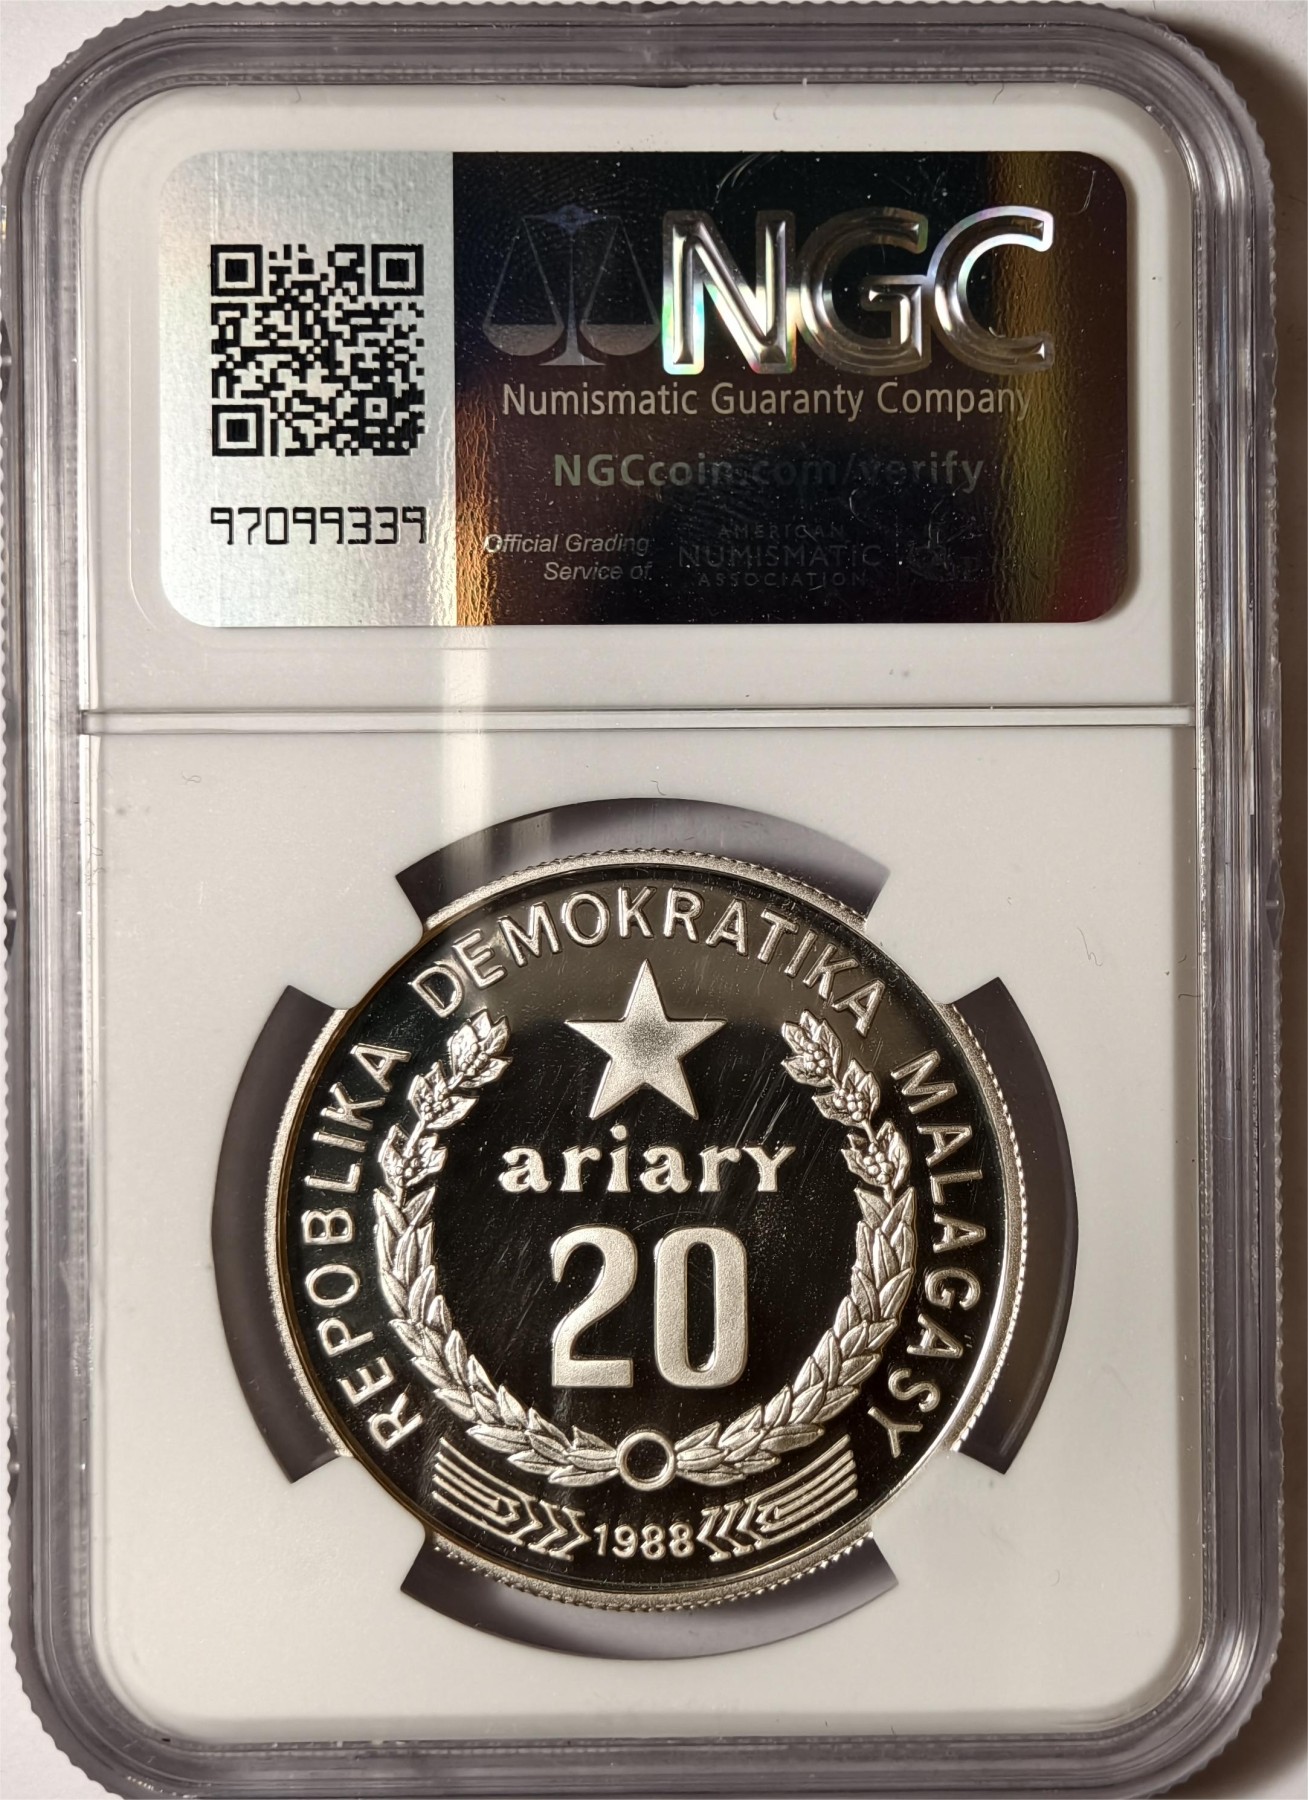 NGC
Numismatic Guaranty Company
NGCcoin.com/verify
97099339
Official Grading
Service of
AMERICAN
NUMISMATIC
ASSOCIATION
REPOBLIKA DEMOKRATIKA MALAGASY
ariary
20
1988